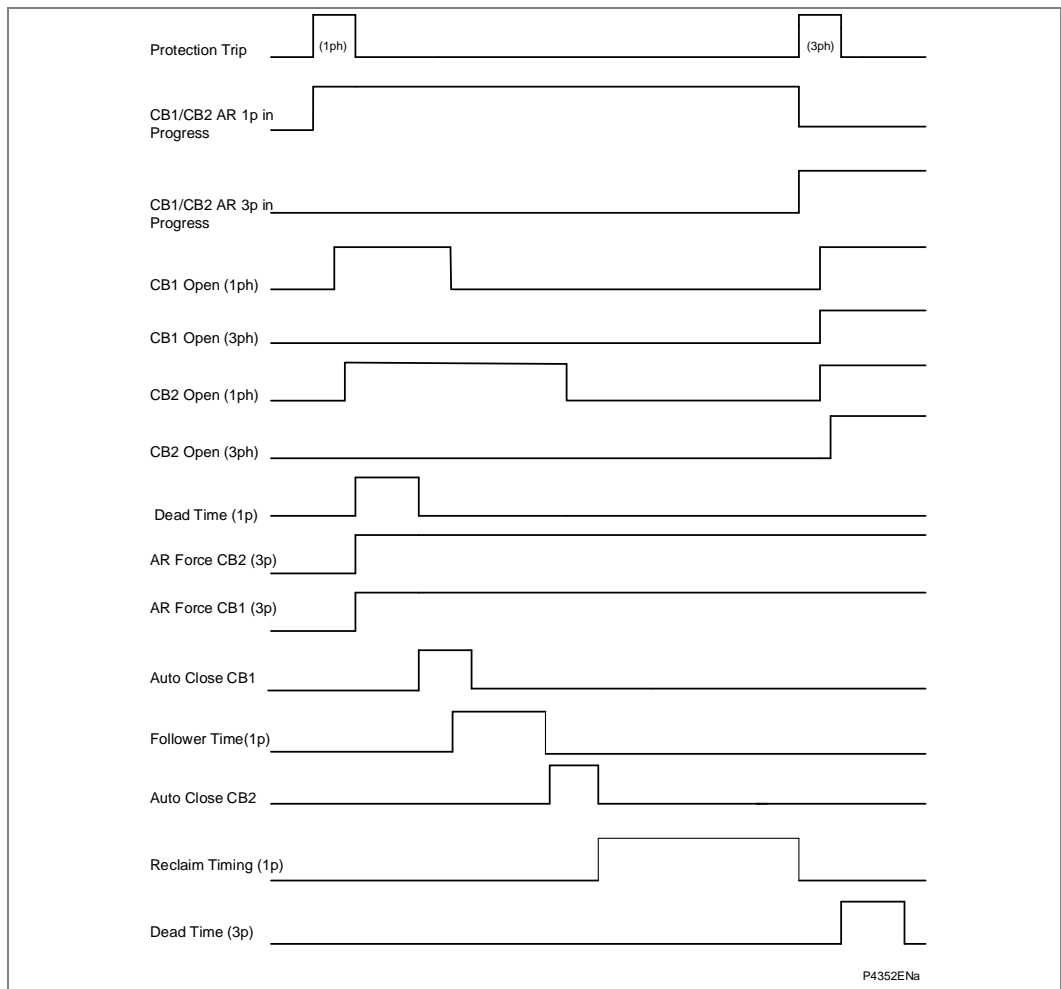 Protection Trip
(1ph)
(3ph)
CB1/CB2 AR 1p in
Progress
CB1/CB2 AR 3p in
Progress
CB1 Open (1ph)
CB1 Open (3ph)
CB2 Open (1ph)
CB2 Open (3ph)
Dead Time (1p)
AR Force CB2 (3p)
AR Force CB1 (3p)
Auto Close CB1
Follower Time(1p)
Auto Close CB2
Reclaim Timing (1p)
Dead Time (3p)
P4352ENa